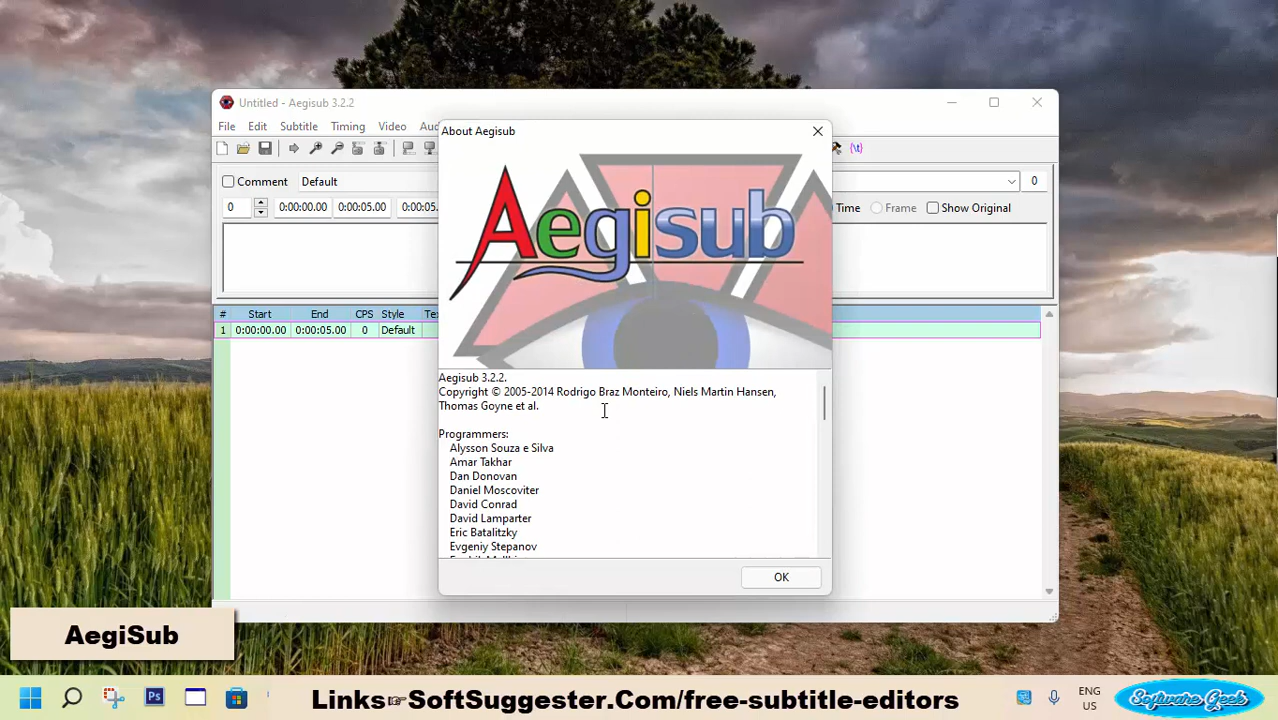 Untitled - Aegisub 3.2.2
File Edit Subtitle Timing Video
About Aegisub
Comment Default
0
0 0:00:00.00 0:00:05.00
Time Frame Show Original
Aegisub
# Start End CPS Style
1 0:00:00.00 0:00:05.00 0 Default
Aegisub 3.2.2.
Copyright © 2005-2014 Rodrigo Braz Monteiro, Niels Martin Hansen,
Thomas Goyne et al.
Programmers:
Alysson Souza e Silva
Amar Takhar
Dan Donovan
Daniel Moscoviter
David Conrad
David Lamparter
Eric Batalitzky
Evgeniy Stepanov
OK
AegiSub
Ps
Links☞SoftSuggester.Com/free-subtitle-editors
ENG
US
Software Geek